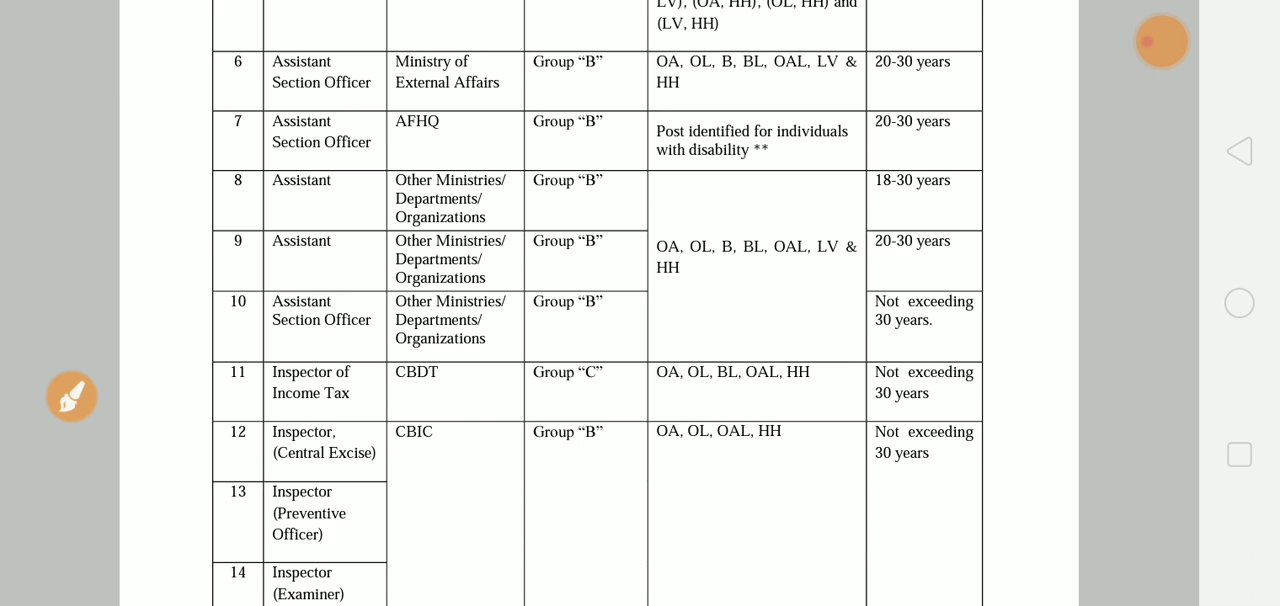 LV), (OA, HH), (OL, HH) and
(LV, HH)
6 Assistant Ministry of Group “B” OA, OL, B, BL, OAL, LV & 20-30 years
Section Officer External Affairs HH
7 Assistant AFHQ Group “B” 20-30 years
Section Officer Post identified for individuals
with disability **
8 Assistant Other Ministries/ Group “B” 18-30 years
Departments/
Organizations
9 Assistant Other Ministries/ Group “B” OA, OL, B, BL, OAL, LV & 20-30 years
Departments/ HH
Organizations
10 Assistant Other Ministries/ Group “B” Not exceeding
Section Officer Departments/ 30 years.
Organizations
11 Inspector of CBDT Group “C” OA, OL, BL, OAL, HH Not exceeding
Income Tax 30 years
12 Inspector, CBIC Group “B” OA, OL, OAL, HH Not exceeding
(Central Excise) 30 years
13 Inspector
(Preventive
Officer)
14 Inspector
(Examiner)